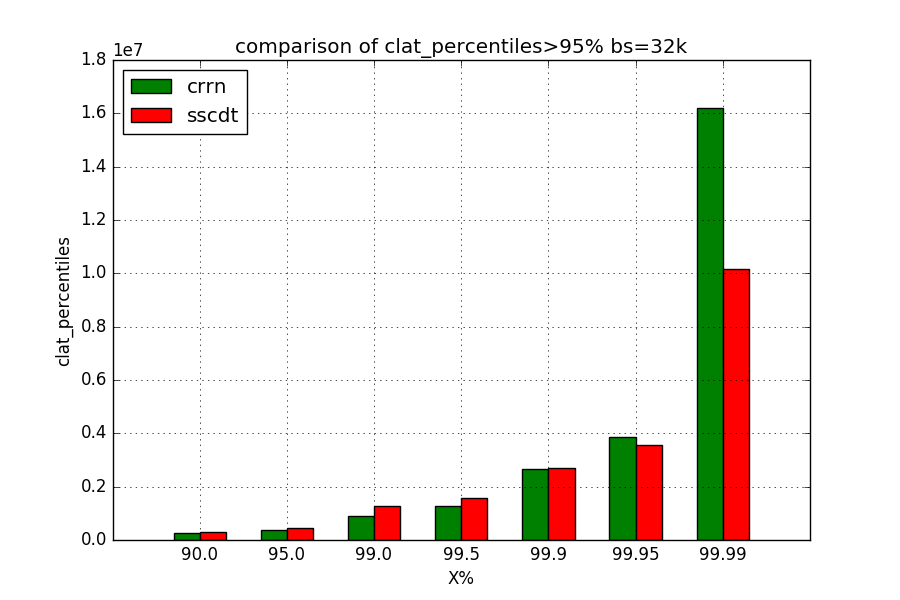 comparison of clat_percentiles>95% bs=32k
1e7
1.8
1.6
1.4
1.2
1.0
0.8
0.6
0.4
0.2
0.0
clat_percentiles
crrn
sscdt
90.0 95.0 99.0 99.5 99.9 99.95 99.99
X%